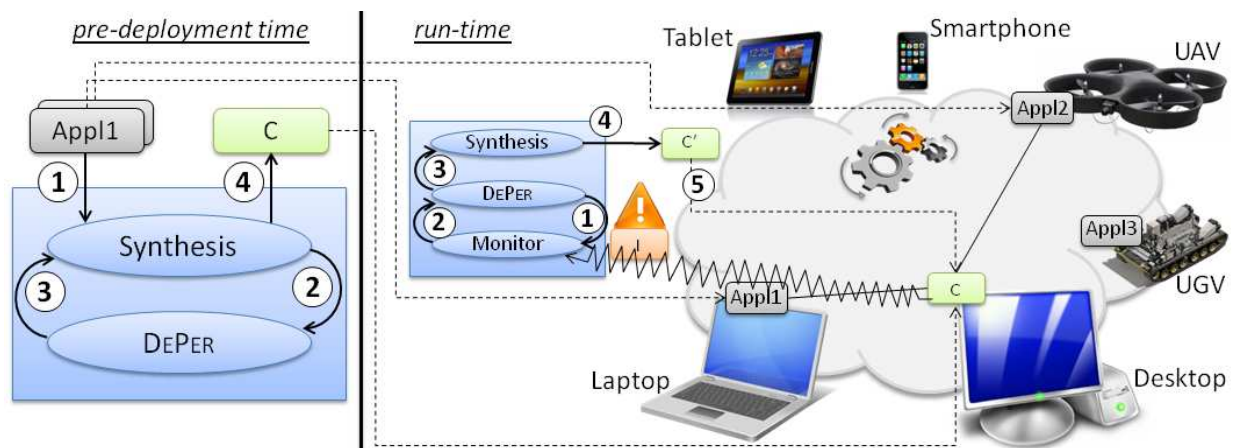 pre-deployment time
run-time
Tablet
Smartphone
UAV
Appl1
C
Appl2
1
4
Synthesis
4
C'
3
DEPER
1
5
2
Monitor
I
Appl3
Synthesis
3
2
DEPER
Appl1
C
UGV
Laptop
Desktop